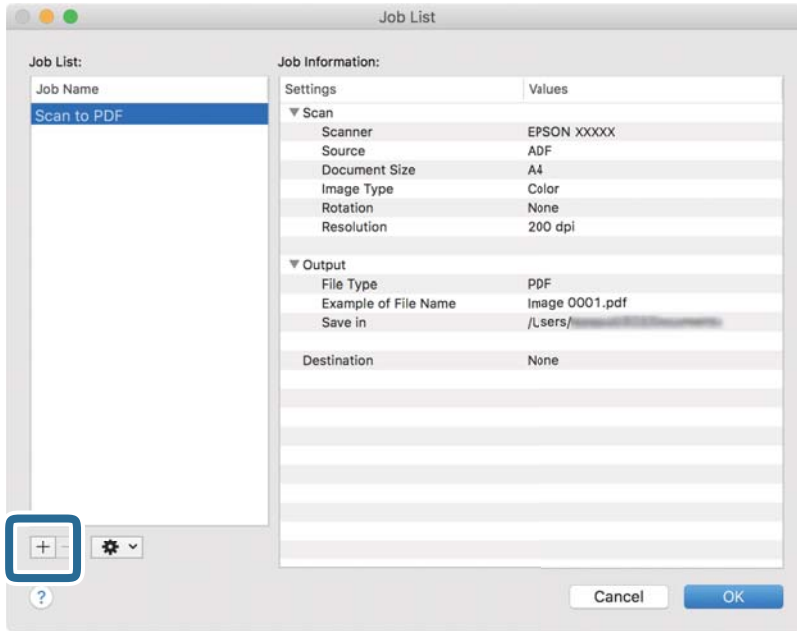 Job List
Job List:
Job Name
Scan to PDF
Job Information:
Settings Values
Scan
Scanner EPSON XXXXX
Source ADF
Document Size A4
Image Type Color
Rotation None
Resolution 200 dpi
Output
File Type PDF
Example of File Name Image 0001.pdf
Save in /Users/
Destination None
+ -
? Cancel OK